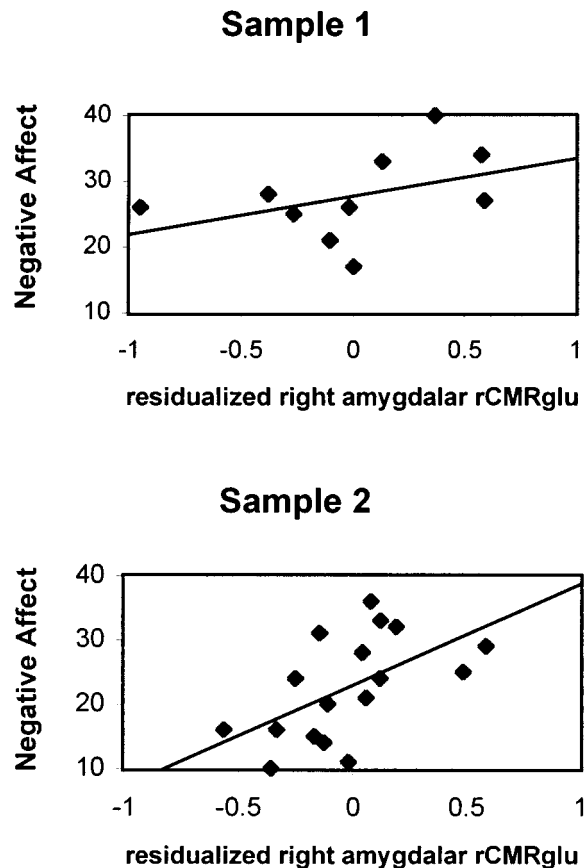 Sample 1
Negative Affect
40
30
20
10
-1 -0.5 0 0.5 1
residualized right amygdalar rCMRglu
Sample 2
Negative Affect
40
30
20
10
-1 -0.5 0 0.5 1
residualized right amygdalar rCMRglu